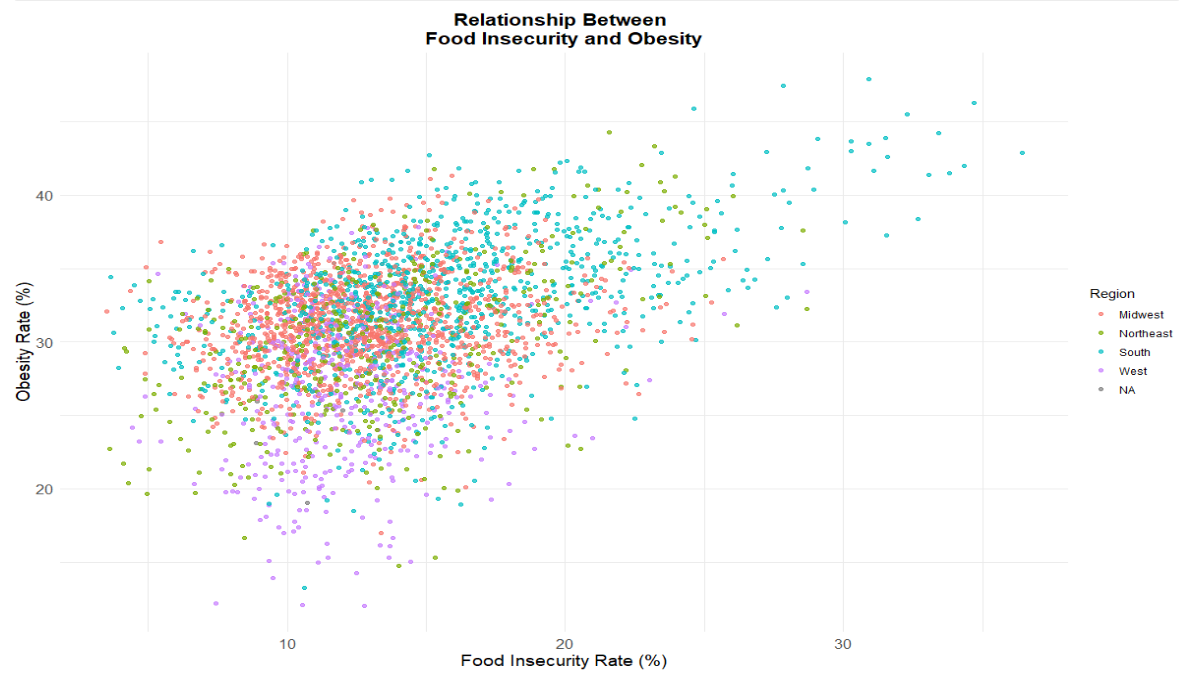 Relationship Between
Food Insecurity and Obesity
Obesity Rate (%)
40
30
20
10
20
30
Food Insecurity Rate (%)
Region
Midwest
Northeast
South
West
NA